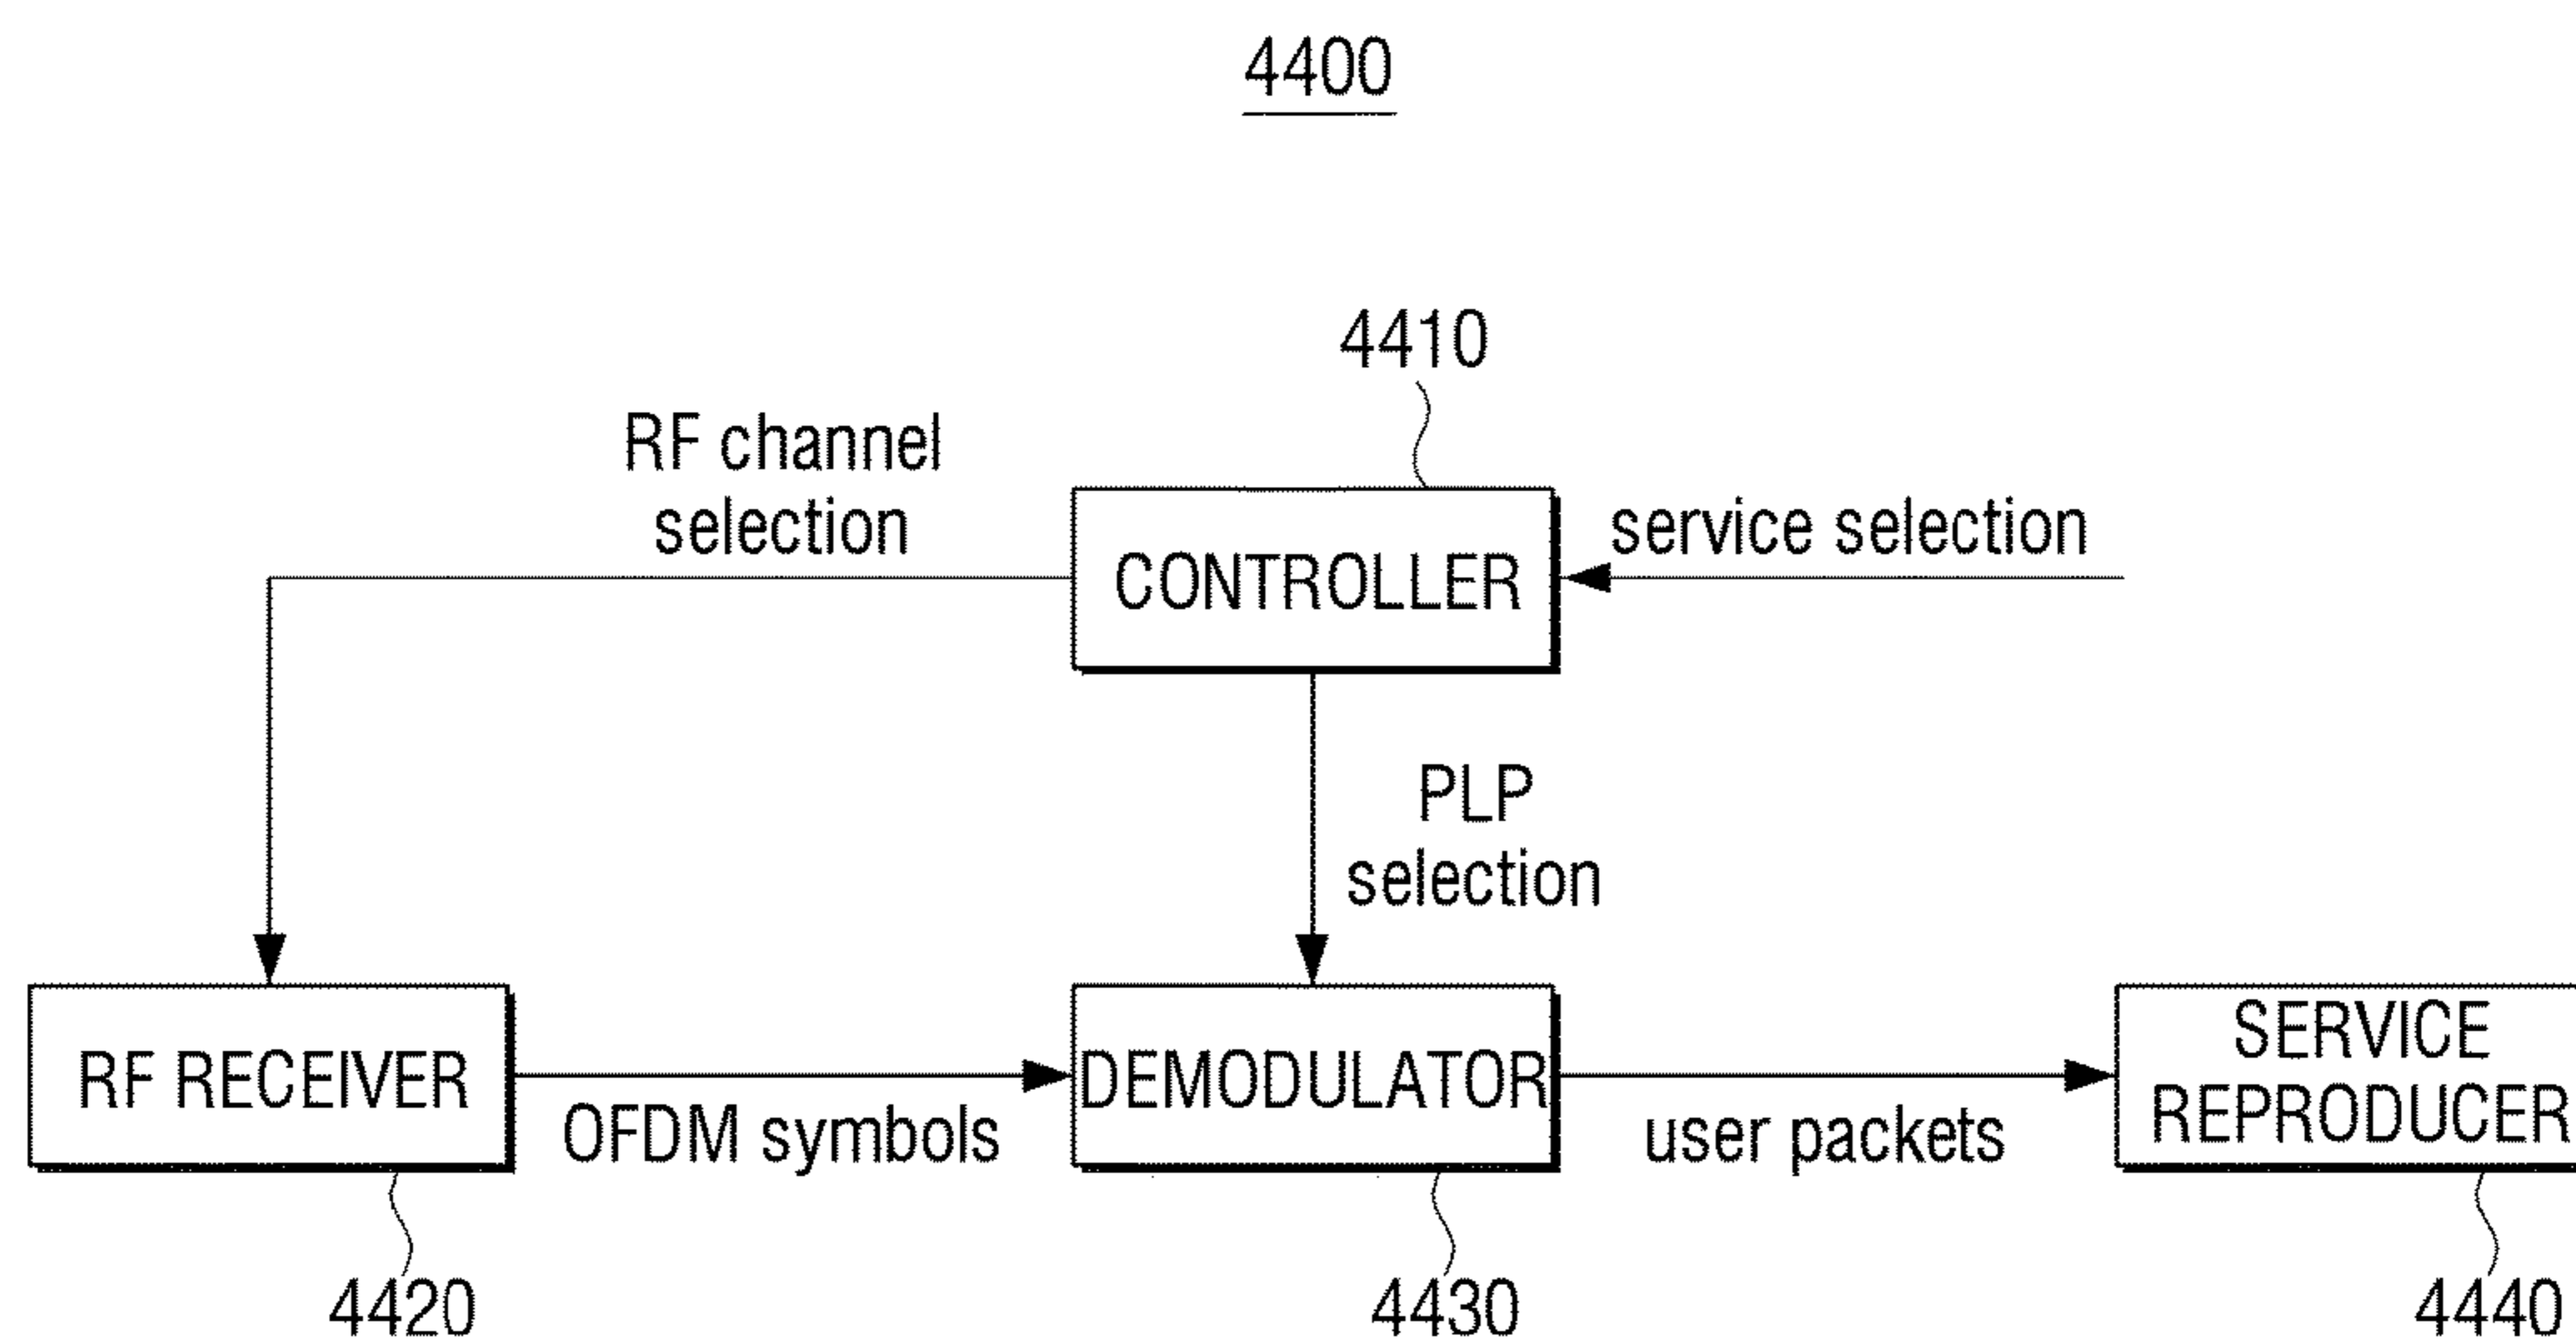 4400
4410
RF channel
selection
CONTROLLER
service selection
PLP
selection
RF RECEIVER
OFDM symbols
DEMODULATOR
user packets
SERVICE
REPRODUCER
4420
4430
4440